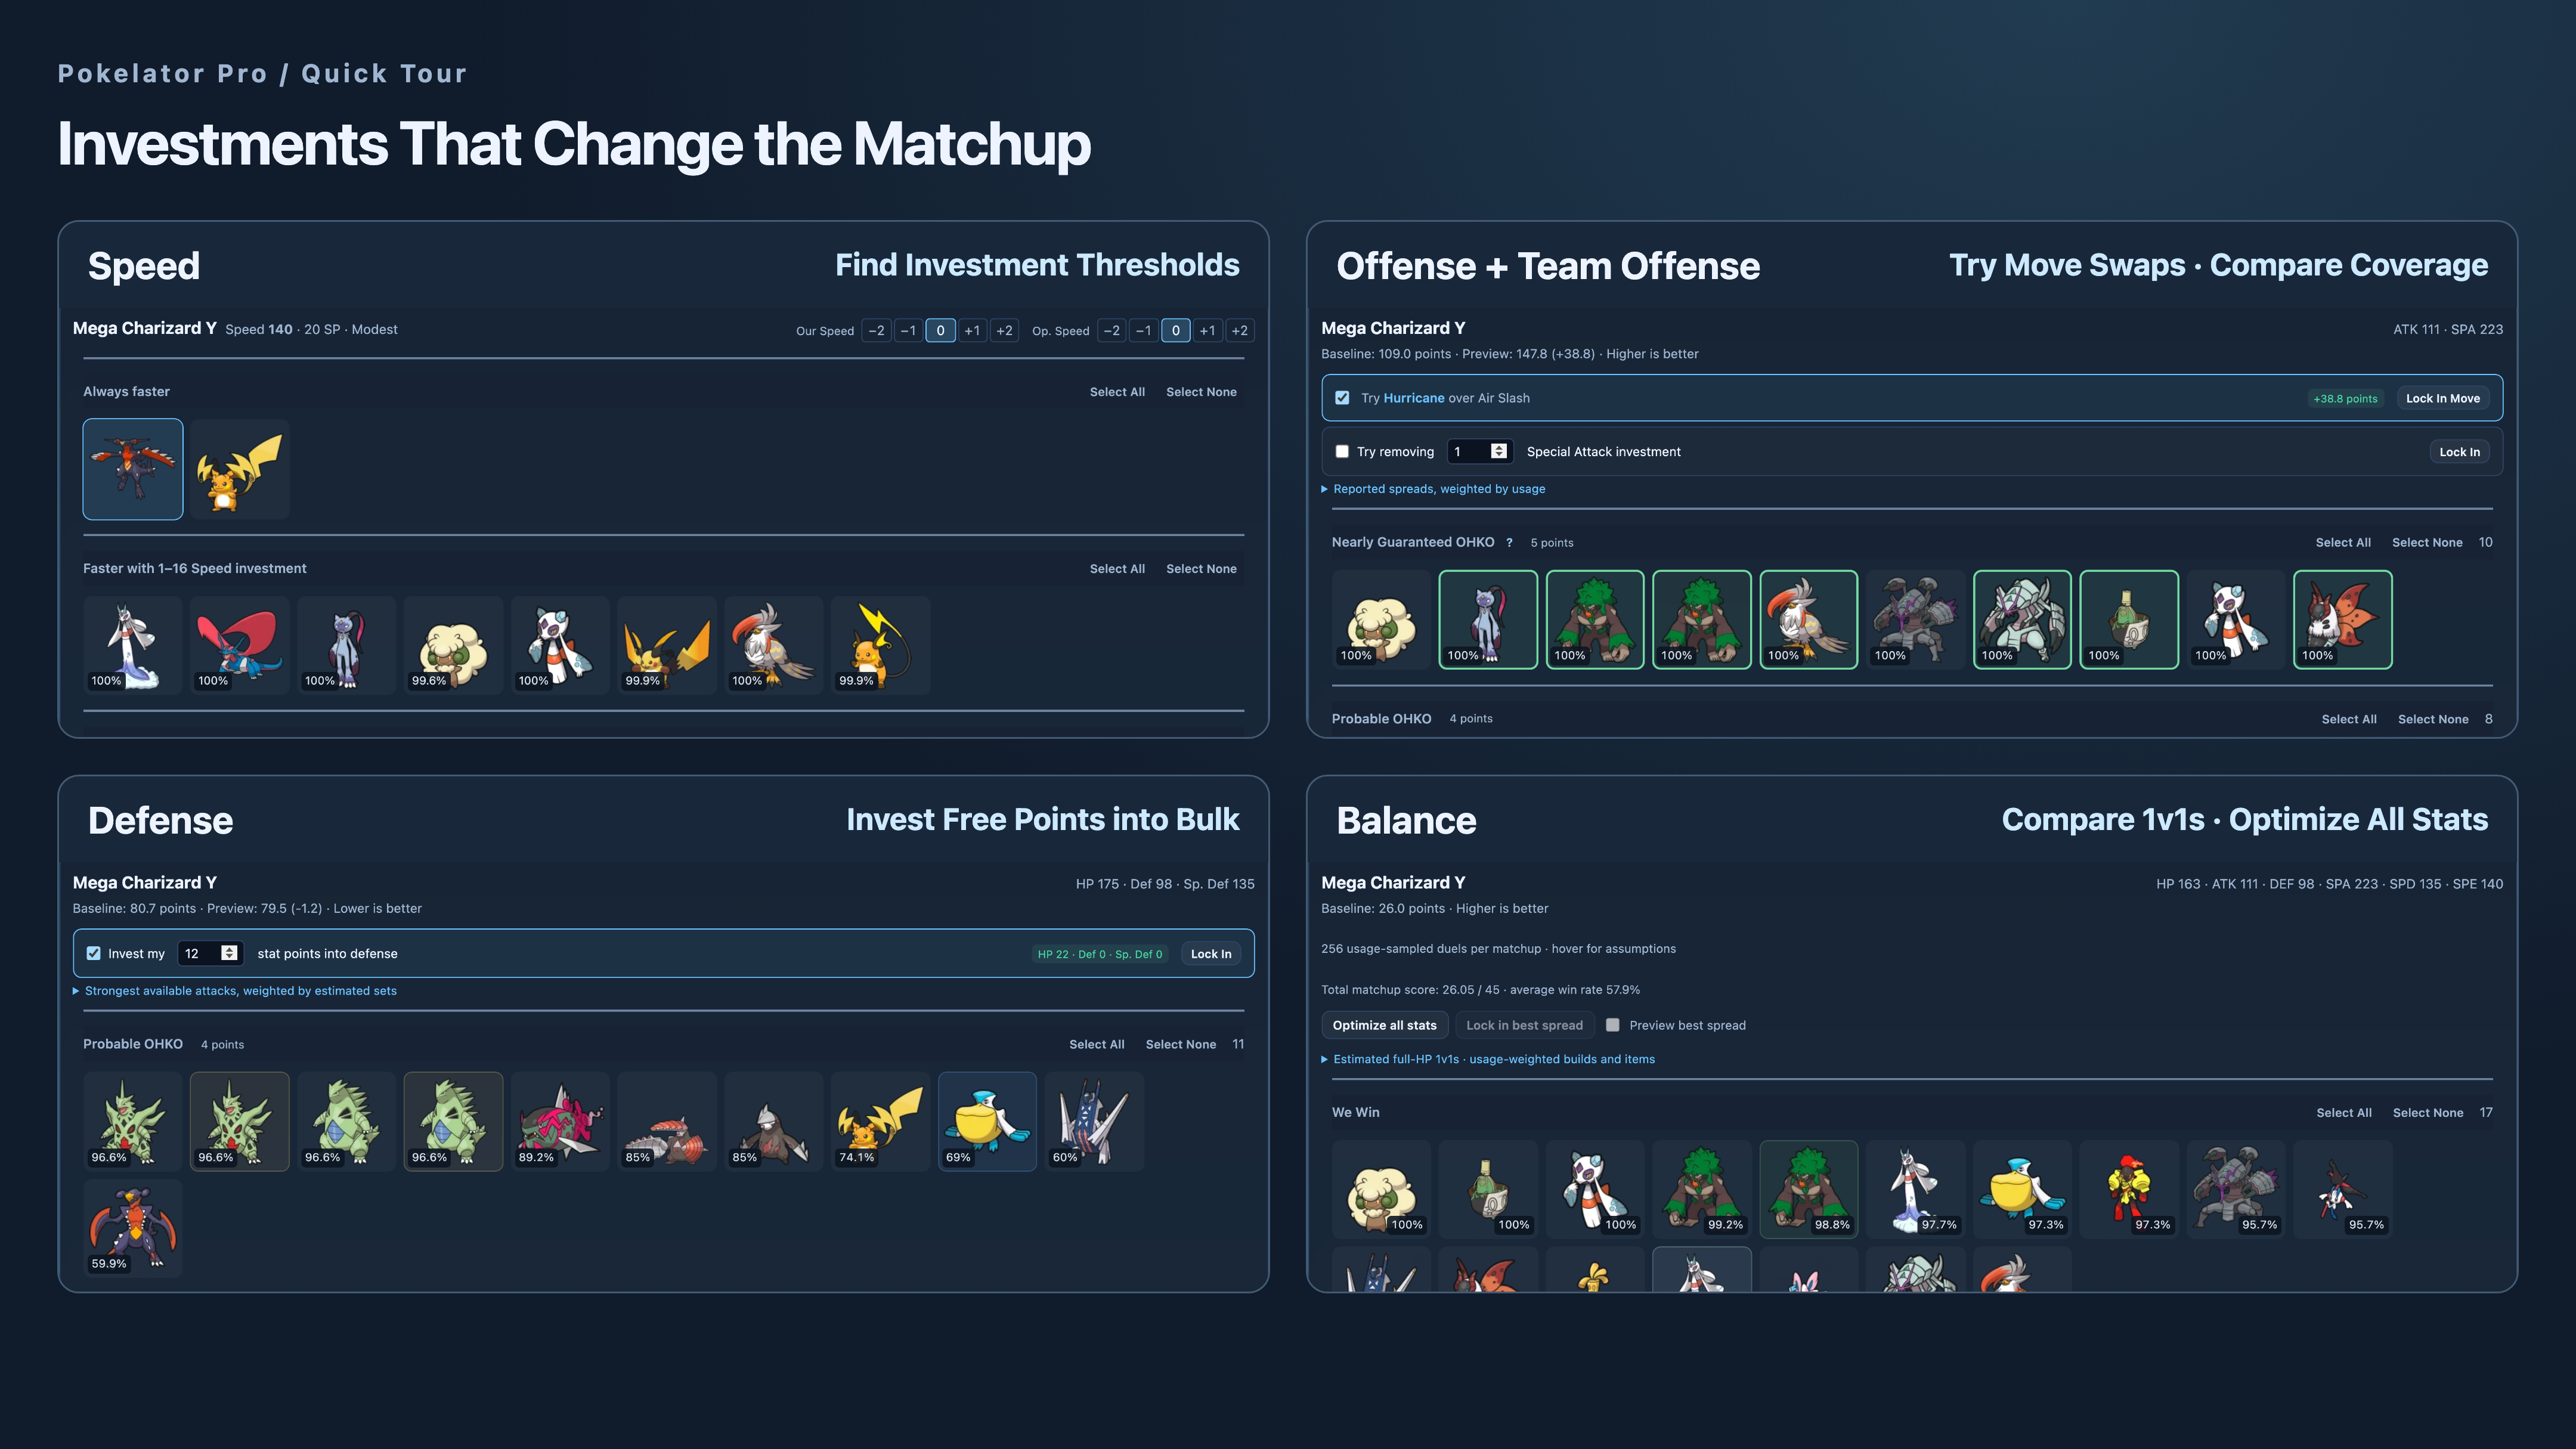 Pokelator Pro / Quick Tour
Investments That Change the Matchup
Speed
Find Investment Thresholds
Mega Charizard Y Speed 140 · 20 SP · Modest
Our Speed −2 −1 0 +1 +2 Op. Speed −2 −1 0 +1 +2
Always faster
Select All Select None
Faster with 1–16 Speed investment
Select All Select None
100% 100% 100% 99.6% 100% 99.9% 100% 99.9%
Offense + Team Offense
Try Move Swaps · Compare Coverage
Mega Charizard Y
ATK 111 · SPA 223
Baseline: 109.0 points · Preview: 147.8 (+38.8) · Higher is better
Try Hurricane over Air Slash
+38.8 points Lock In Move
Try removing 1 Special Attack investment
Lock In
Reported spreads, weighted by usage
Nearly Guaranteed OHKO ? 5 points
Select All Select None 10
100% 100% 100% 100% 100% 100% 100% 100% 100% 100%
Probable OHKO 4 points
Select All Select None 8
Defense
Invest Free Points into Bulk
Mega Charizard Y
HP 175 · Def 98 · Sp. Def 135
Baseline: 80.7 points · Preview: 79.5 (-1.2) · Lower is better
Invest my 12 stat points into defense
HP 22 · Def 0 · Sp. Def 0 Lock In
Strongest available attacks, weighted by estimated sets
Probable OHKO 4 points
Select All Select None 11
96.6% 96.6% 96.6% 96.6% 89.2% 85% 85% 74.1% 69% 60%
59.9%
Balance
Compare 1v1s · Optimize All Stats
Mega Charizard Y
HP 163 · ATK 111 · DEF 98 · SPA 223 · SPD 135 · SPE 140
Baseline: 26.0 points · Higher is better
256 usage-sampled duels per matchup · hover for assumptions
Total matchup score: 26.05 / 45 · average win rate 57.9%
Optimize all stats Lock in best spread Preview best spread
Estimated full-HP 1v1s · usage-weighted builds and items
We Win
Select All Select None 17
100% 100% 100% 99.2% 98.8% 97.7% 97.3% 97.3% 95.7% 95.7%